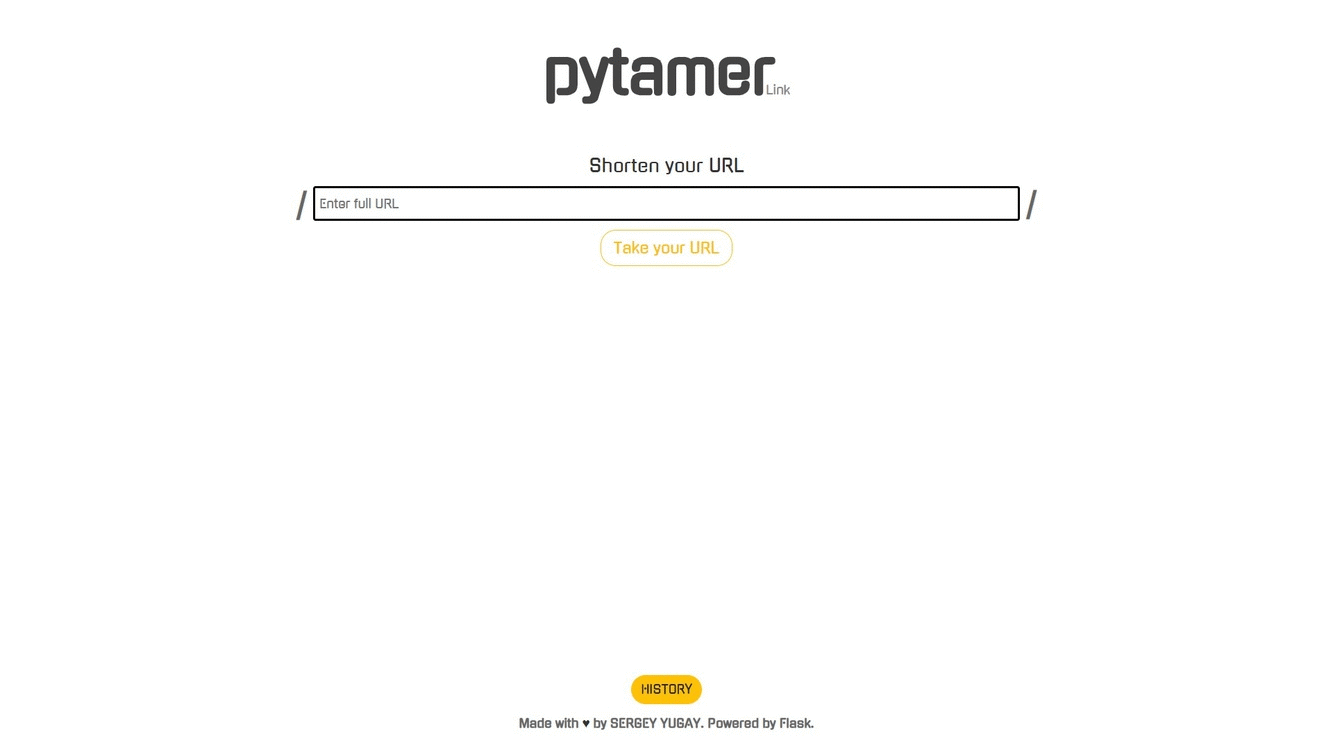 pytamer Link
Shorten your URL
/ Enter full URL /
Take your URL
HISTORY
Made with ♥ by SERGEY YUGAY. Powered by Flask.